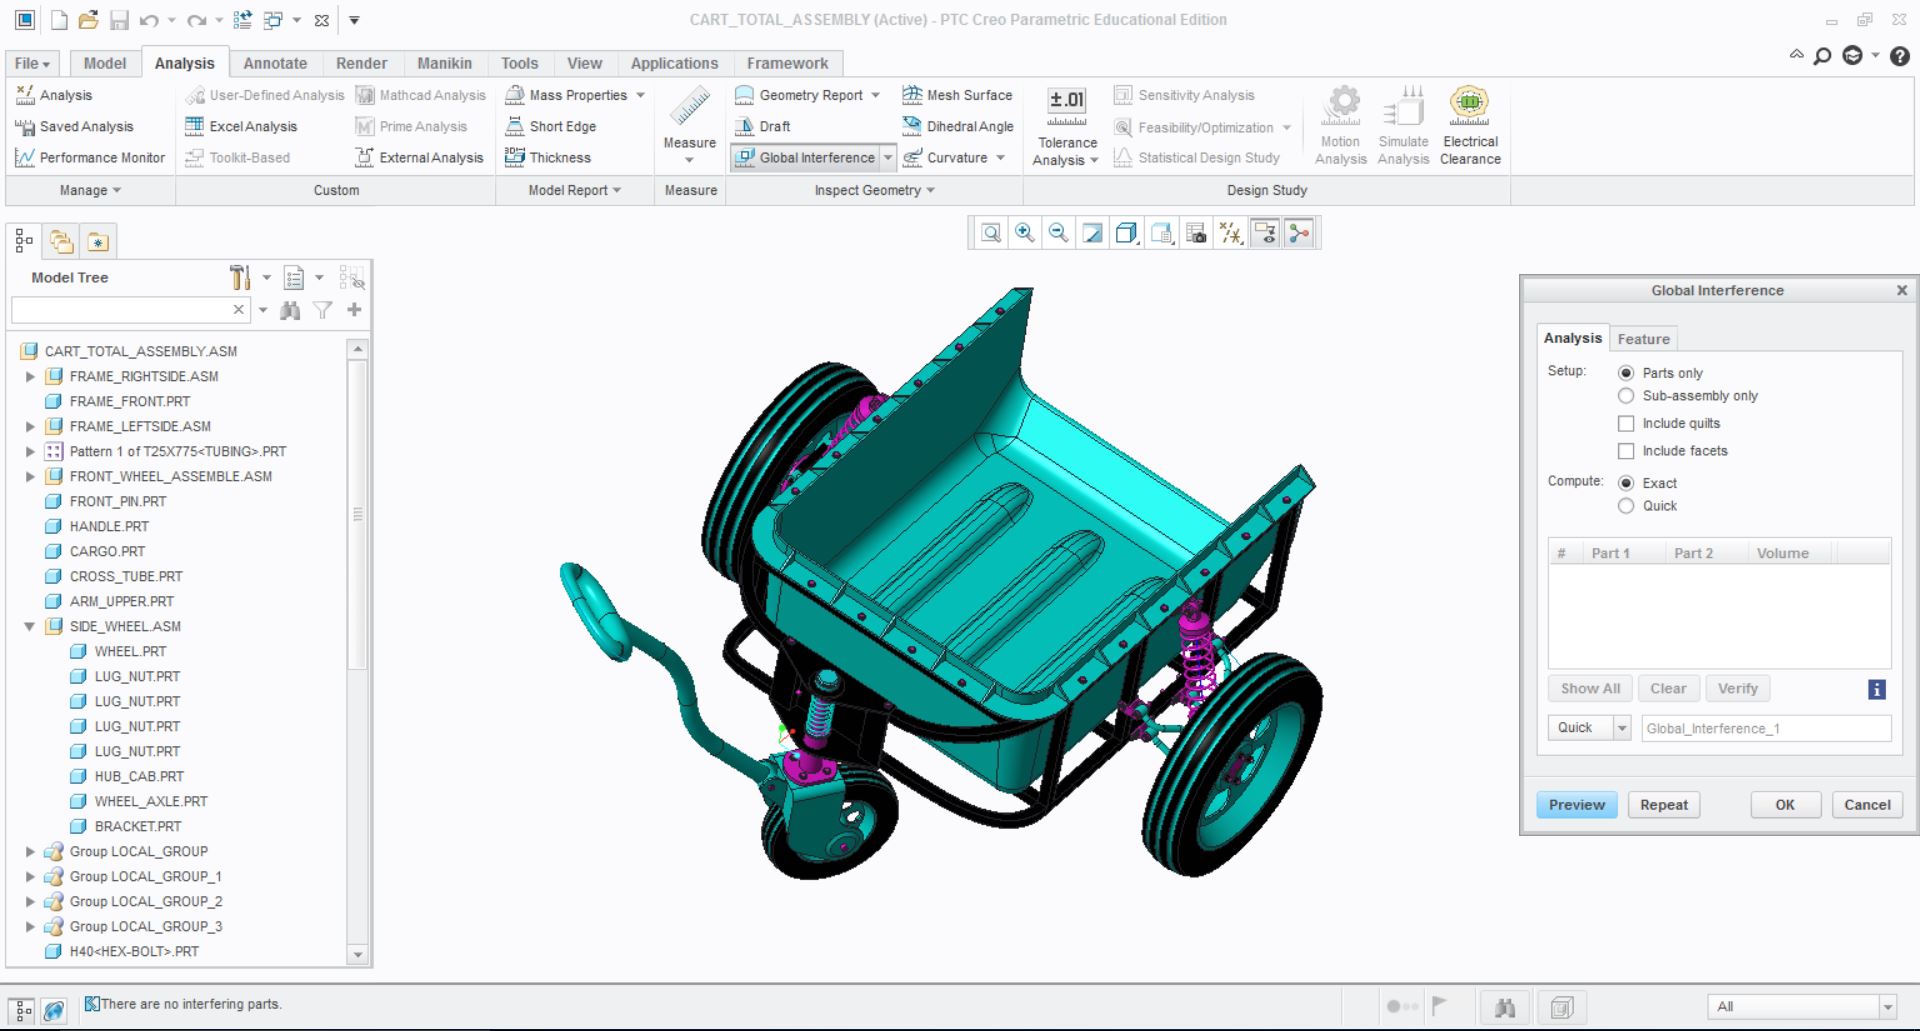 CART_TOTAL_ASSEMBLY (Active) - PTC Creo Parametric Educational Edition
File Model Analysis Annotate Render Manikin Tools View Applications Framework
Analysis
Saved Analysis
Performance Monitor
Manage
User-Defined Analysis Mathcad Analysis
Excel Analysis Prime Analysis
Toolkit-Based External Analysis
Custom
Mass Properties
Short Edge
3D Thickness
Model Report
Measure
Measure
Geometry Report Mesh Surface
Draft Dihedral Angle
Global Interference Curvature
Inspect Geometry
±.01
Tolerance
Analysis
Sensitivity Analysis
Feasibility/Optimization
Statistical Design Study
Motion
Analysis
Simulate
Analysis
Electrical
Clearance
Design Study
Model Tree
CART_TOTAL_ASSEMBLY.ASM
FRAME_RIGHTSIDE.ASM
FRAME_FRONT.PRT
FRAME_LEFTSIDE.ASM
Pattern 1 of T25X775<TUBING>.PRT
FRONT_WHEEL_ASSEMBLE.ASM
FRONT_PIN.PRT
HANDLE.PRT
CARGO.PRT
CROSS_TUBE.PRT
ARM_UPPER.PRT
SIDE_WHEEL.ASM
WHEEL.PRT
LUG_NUT.PRT
LUG_NUT.PRT
LUG_NUT.PRT
LUG_NUT.PRT
HUB_CAB.PRT
WHEEL_AXLE.PRT
BRACKET.PRT
Group LOCAL_GROUP
Group LOCAL_GROUP_1
Group LOCAL_GROUP_2
Group LOCAL_GROUP_3
H40<HEX-BOLT>.PRT
Global Interference
Analysis Feature
Setup: Parts only
Sub-assembly only
Include quilts
Include facets
Compute: Exact
Quick
# Part 1 Part 2 Volume
Show All Clear Verify i
Quick Global_Interference_1
Preview Repeat OK Cancel
There are no interfering parts.
All